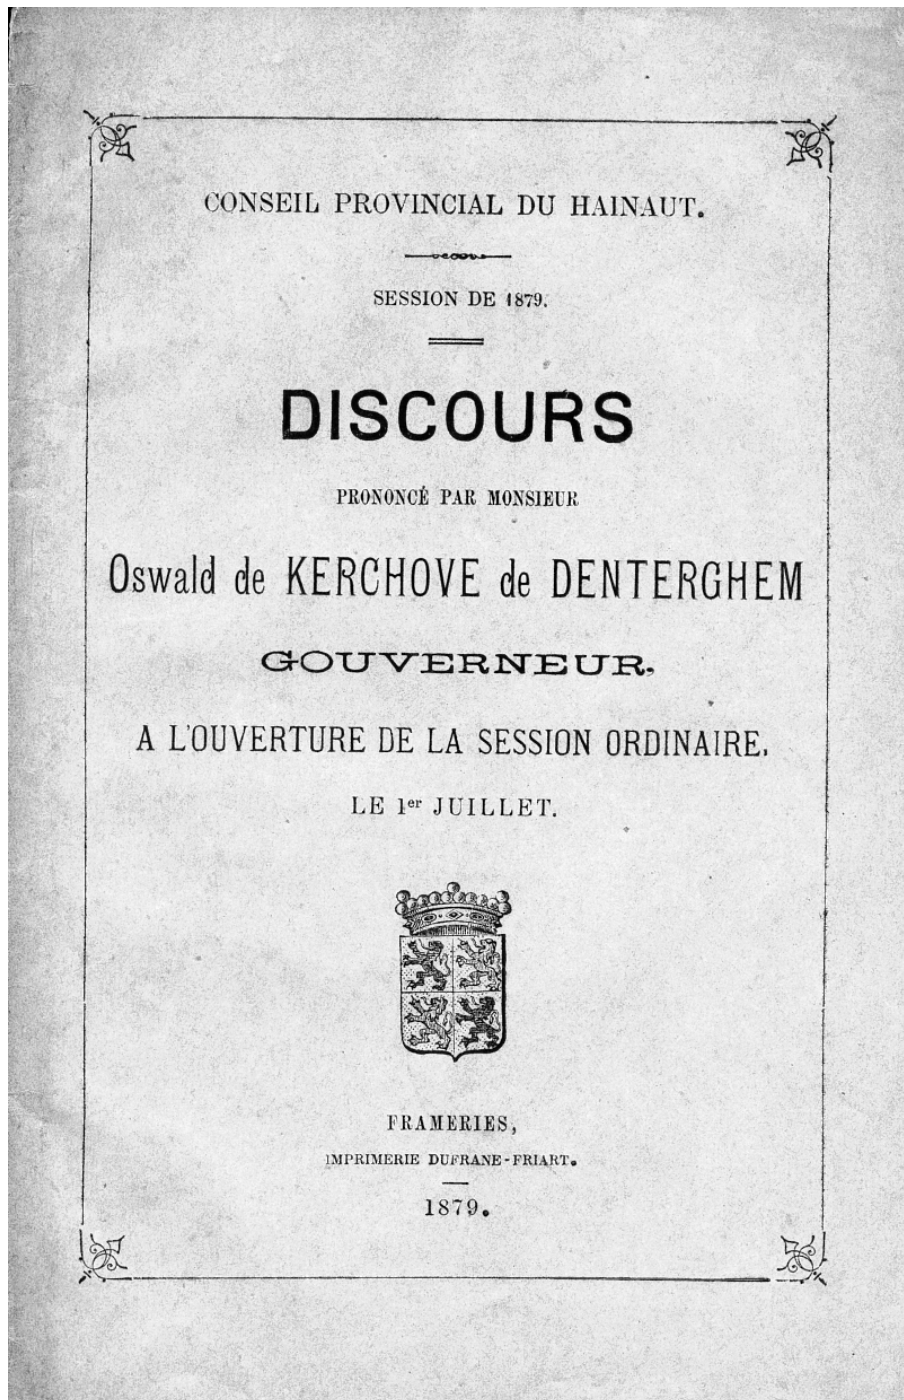 CONSEIL PROVINCIAL DU HAINAUT.
SESSION DE 1879.
DISCOURS
PRONONCÉ PAR MONSIEUR
Oswald de KERCHOVE de DENTERGHEM
GOUVERNEUR,
A L'OUVERTURE DE LA SESSION ORDINAIRE,
LE 1er JUILLET.
FRAMERIES,
IMPRIMERIE DUFRANE-FRIART.
1879.